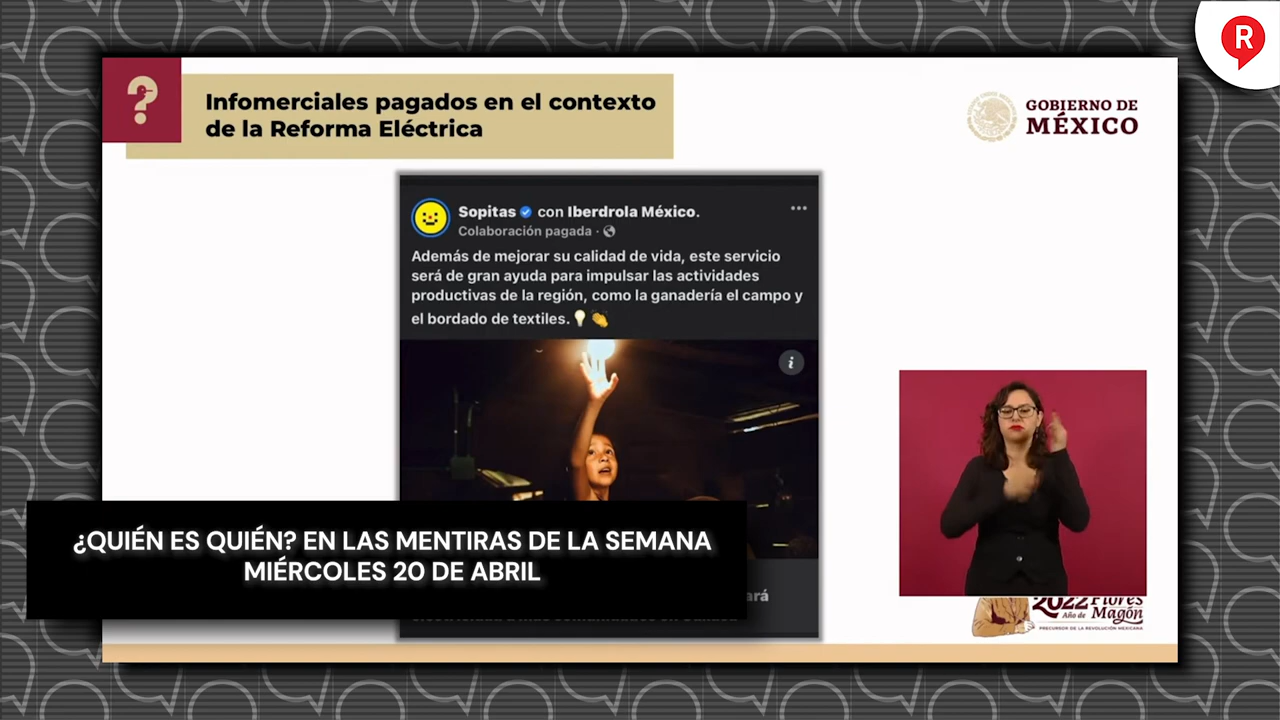 R
?
Infomerciales pagados en el contexto
de la Reforma Eléctrica
GOBIERNO DE
MÉXICO
Sopitas con Iberdrola México.
Colaboración pagada ·
Además de mejorar su calidad de vida, este servicio
será de gran ayuda para impulsar las actividades
productivas de la región, como la ganadería el campo y
el bordado de textiles.
i
¿QUIÉN ES QUIÉN? EN LAS MENTIRAS DE LA SEMANA
MIÉRCOLES 20 DE ABRIL
ará
2022 Flores
Año de Magón
PRECURSOR DE LA REVOLUCIÓN MEXICANA